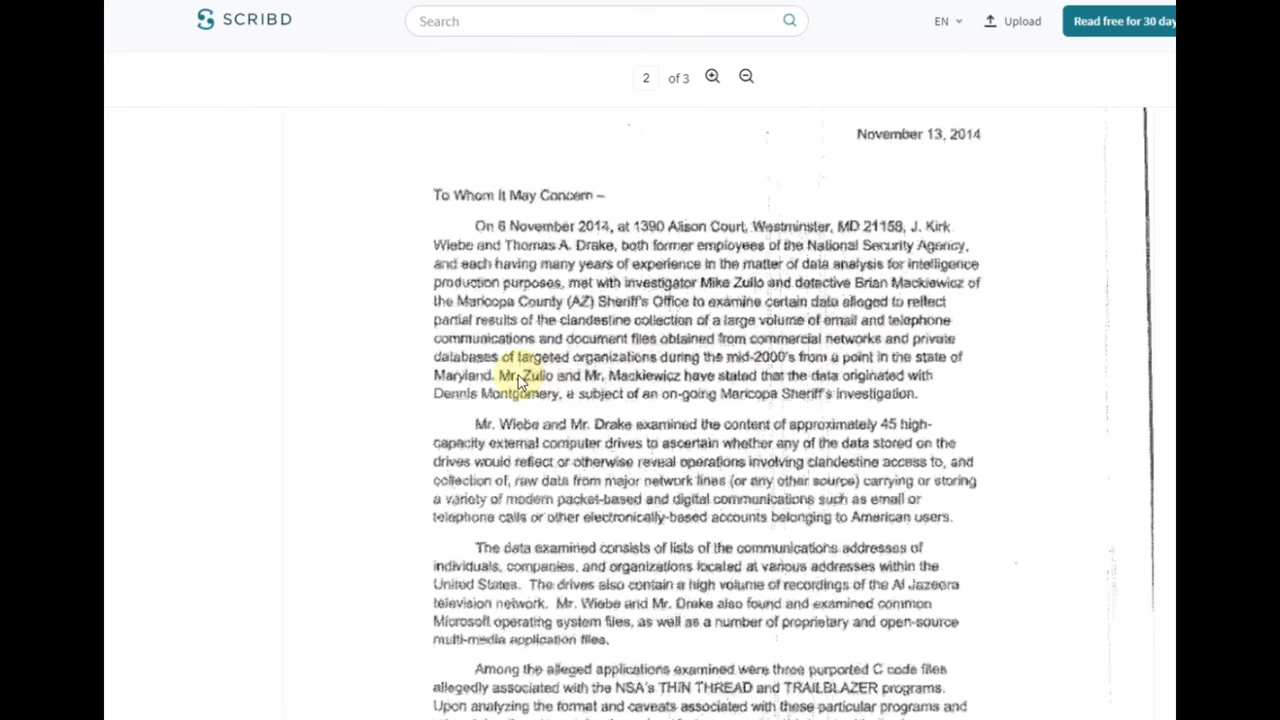 SCRIBD
Search
EN
Upload
Read free for 30 day
2 of 3
November 13, 2014
To Whom It May Concern –
On 6 November 2014, at 1390 Alison Court, Westminster, MD 21158, J. Kirk
Wiebe and Thomas A. Drake, both former employees of the National Security Agency,
and each having many years of experience in the matter of data analysis for intelligence
production purposes, met with investigator Mike Zullo and detective Brian Mackiewicz of
the Maricopa County (AZ) Sheriff's Office to examine certain data alleged to reflect
partial results of the clandestine collection of a large volume of email and telephone
communications and document files obtained from commercial networks and private
databases of targeted organizations during the mid-2000's from a point in the state of
Maryland. Mr. Zullo and Mr. Mackiewicz have stated that the data originated with
Dennis Montgomery, a subject of an on-going Maricopa Sheriff's investigation.
Mr. Wiebe and Mr. Drake examined the content of approximately 45 high-
capacity external computer drives to ascertain whether any of the data stored on the
drives would reflect or otherwise reveal operations involving clandestine access to, and
collection of, raw data from major network lines (or any other source) carrying or storing
a variety of modern packet-based and digital communications such as email or
telephone calls or other electronically-based accounts belonging to American users.
The data examined consists of lists of the communications addresses of
individuals, companies, and organizations located at various addresses within the
United States. The drives also contain a high volume of recordings of the Al Jazeera
television network. Mr. Wiebe and Mr. Drake also found and examined common
Microsoft operating system files, as well as a number of proprietary and open-source
multi-media application files.
Among the alleged applications examined were three purported C code files
allegedly associated with the NSA's THIN THREAD and TRAILBLAZER programs.
Upon analyzing the format and caveats associated with these particular programs and